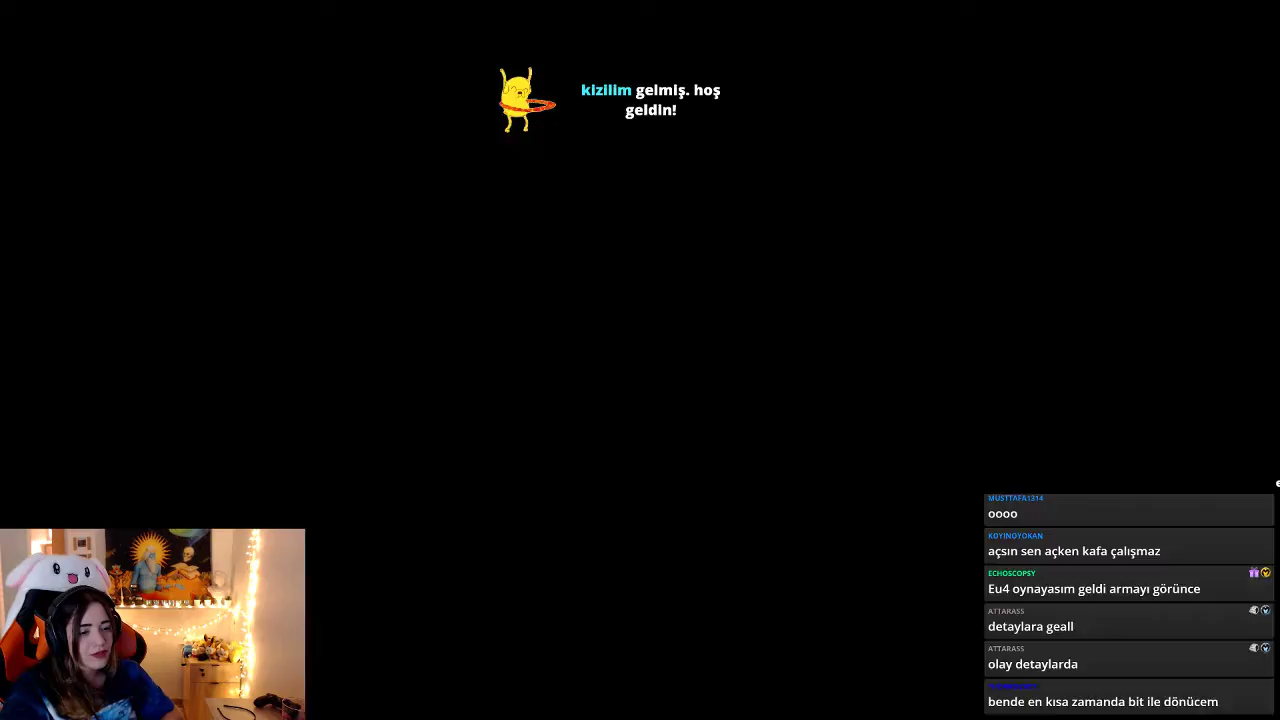 kizilim gelmiş. hoş
geldin!
MUSTTAFA1314
oooo
KOYINOYOKAN
açsın sen açken kafa çalışmaz
ECHOSCOPSY
Eu4 oynayasım geldi armayı görünce
ATTARASS
detaylara geall
ATTARASS
olay detaylarda
bende en kısa zamanda bit ile dönücem